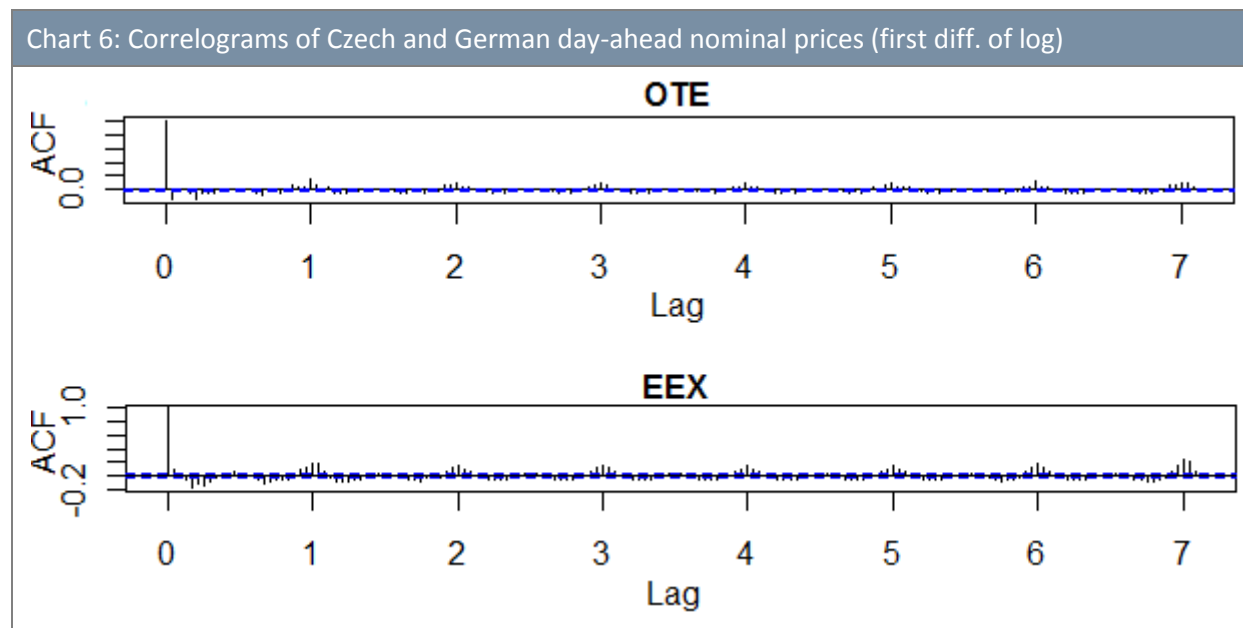 Chart 6: Correlograms of Czech and German day-ahead nominal prices (first diff. of log)
OTE
ACF
0.0
0 1 2 3 4 5 6 7
Lag
EEX
ACF
-0.2 1.0
0 1 2 3 4 5 6 7
Lag